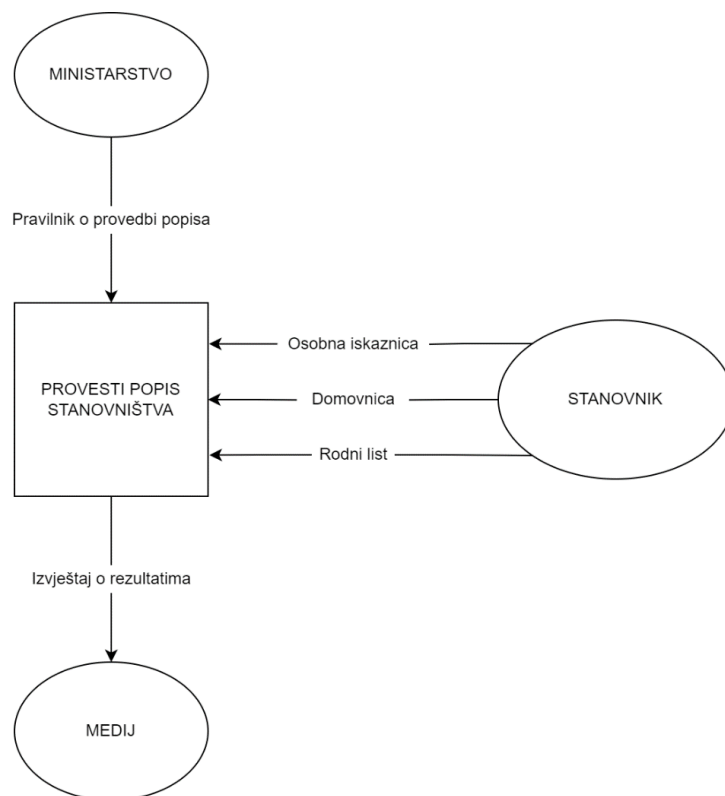 MINISTARSTVO
Pravilnik o provedbi popisa
Osobna iskaznica
PROVESTI POPIS
STANOVNIŠTVA
Domovnica
STANOVNIK
Rodni list
Izvještaj o rezultatima
MEDIJ